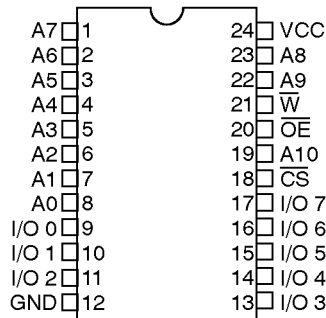 A7 1 24 VCC
A6 2 23 A8
A5 3 22 A9
A4 4 21 W̅
A3 5 20 O̅E̅
A2 6 19 A10
A1 7 18 C̅S̅
A0 8 17 I/O 7
I/O 0 9 16 I/O 6
I/O 1 10 15 I/O 5
I/O 2 11 14 I/O 4
GND 12 13 I/O 3